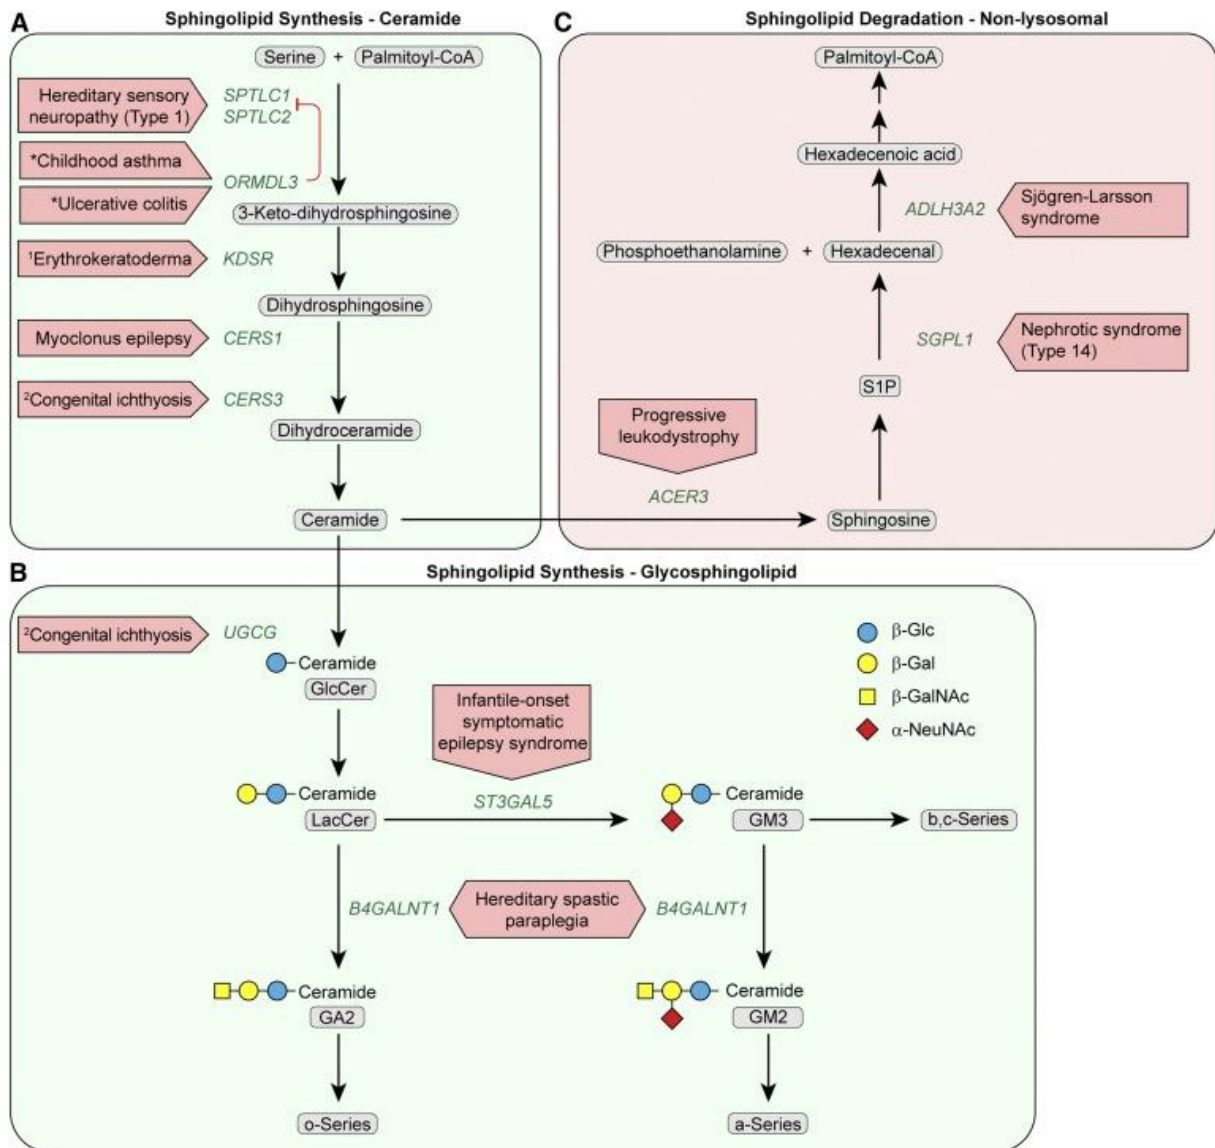 A
Sphingolipid Synthesis - Ceramide
Serine + Palmitoyl-CoA
Hereditary sensory
neuropathy (Type 1)
SPTLC1
SPTLC2
*Childhood asthma
*Ulcerative colitis
ORMDL3
3-Keto-dihydrosphingosine
¹Erythrokeratoderma
KDSR
Dihydrosphingosine
Myoclonus epilepsy
CERS1
²Congenital ichthyosis
CERS3
Dihydroceramide
Ceramide
C
Sphingolipid Degradation - Non-lysosomal
Palmitoyl-CoA
Hexadecenoic acid
ADLH3A2
Sjögren-Larsson
syndrome
Phosphoethanolamine + Hexadecenal
SGPL1
Nephrotic syndrome
(Type 14)
S1P
Progressive
leukodystrophy
ACER3
Sphingosine
B
Sphingolipid Synthesis - Glycosphingolipid
²Congenital ichthyosis
UGCG
Ceramide
GlcCer
β-Glc
β-Gal
β-GalNAc
α-NeuNAc
Infantile-onset
symptomatic
epilepsy syndrome
ST3GAL5
Ceramide
LacCer
Ceramide
GM3
b,c-Series
B4GALNT1
Hereditary spastic
paraplegia
B4GALNT1
Ceramide
GA2
Ceramide
GM2
o-Series
a-Series